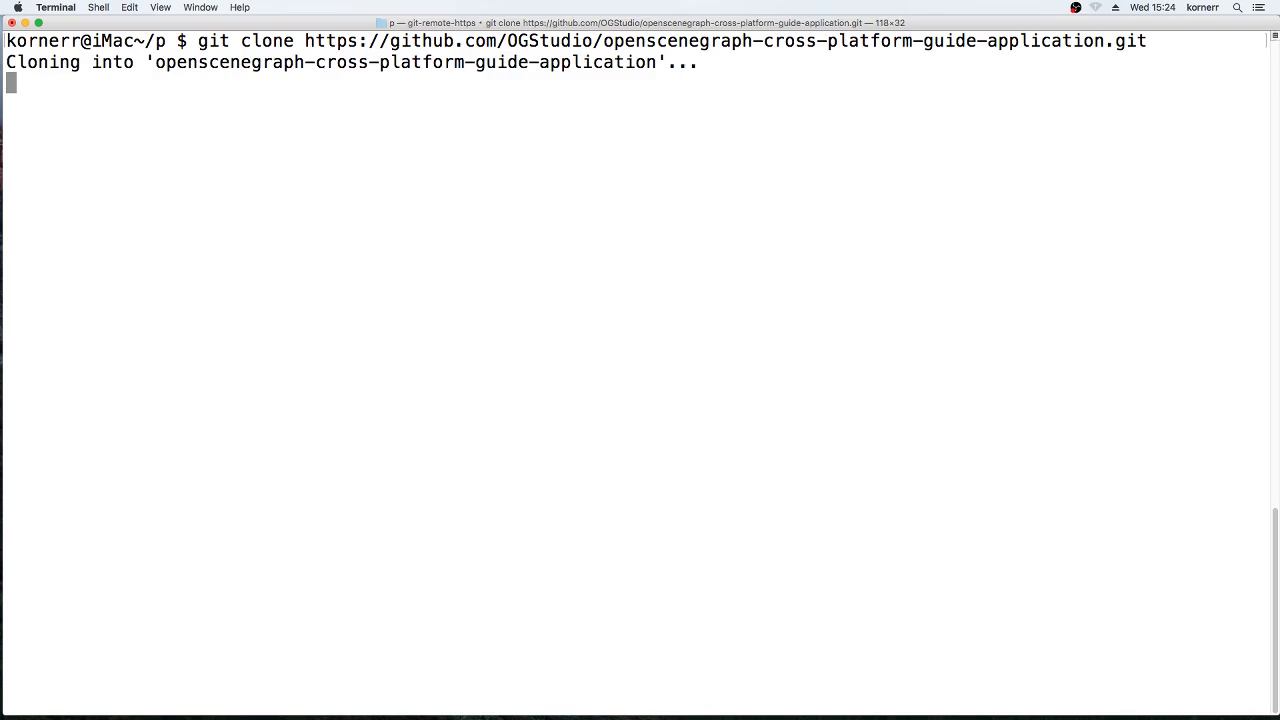 Terminal Shell Edit View Window Help Wed 15:24 kornerr
p — git-remote-https • git clone https://github.com/OGStudio/openscenegraph-cross-platform-guide-application.git — 118×32
kornerr@iMac~/p $ git clone https://github.com/OGStudio/openscenegraph-cross-platform-guide-application.git
Cloning into 'openscenegraph-cross-platform-guide-application'...